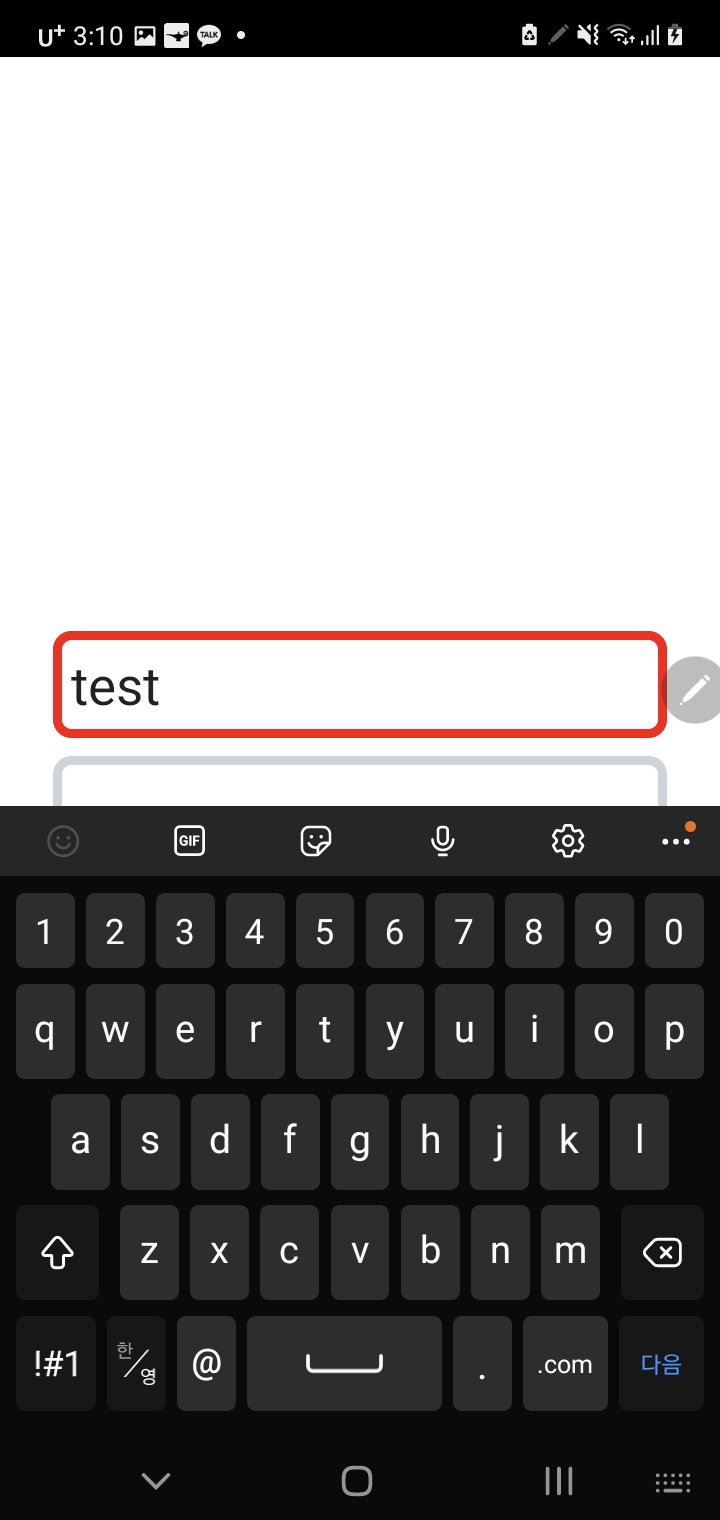 U+ 3:10 TALK
test
GIF
1 2 3 4 5 6 7 8 9 0
q w e r t y u i o p
a s d f g h j k l
z x c v b n m
!#1 한/영 @ . .com 다음